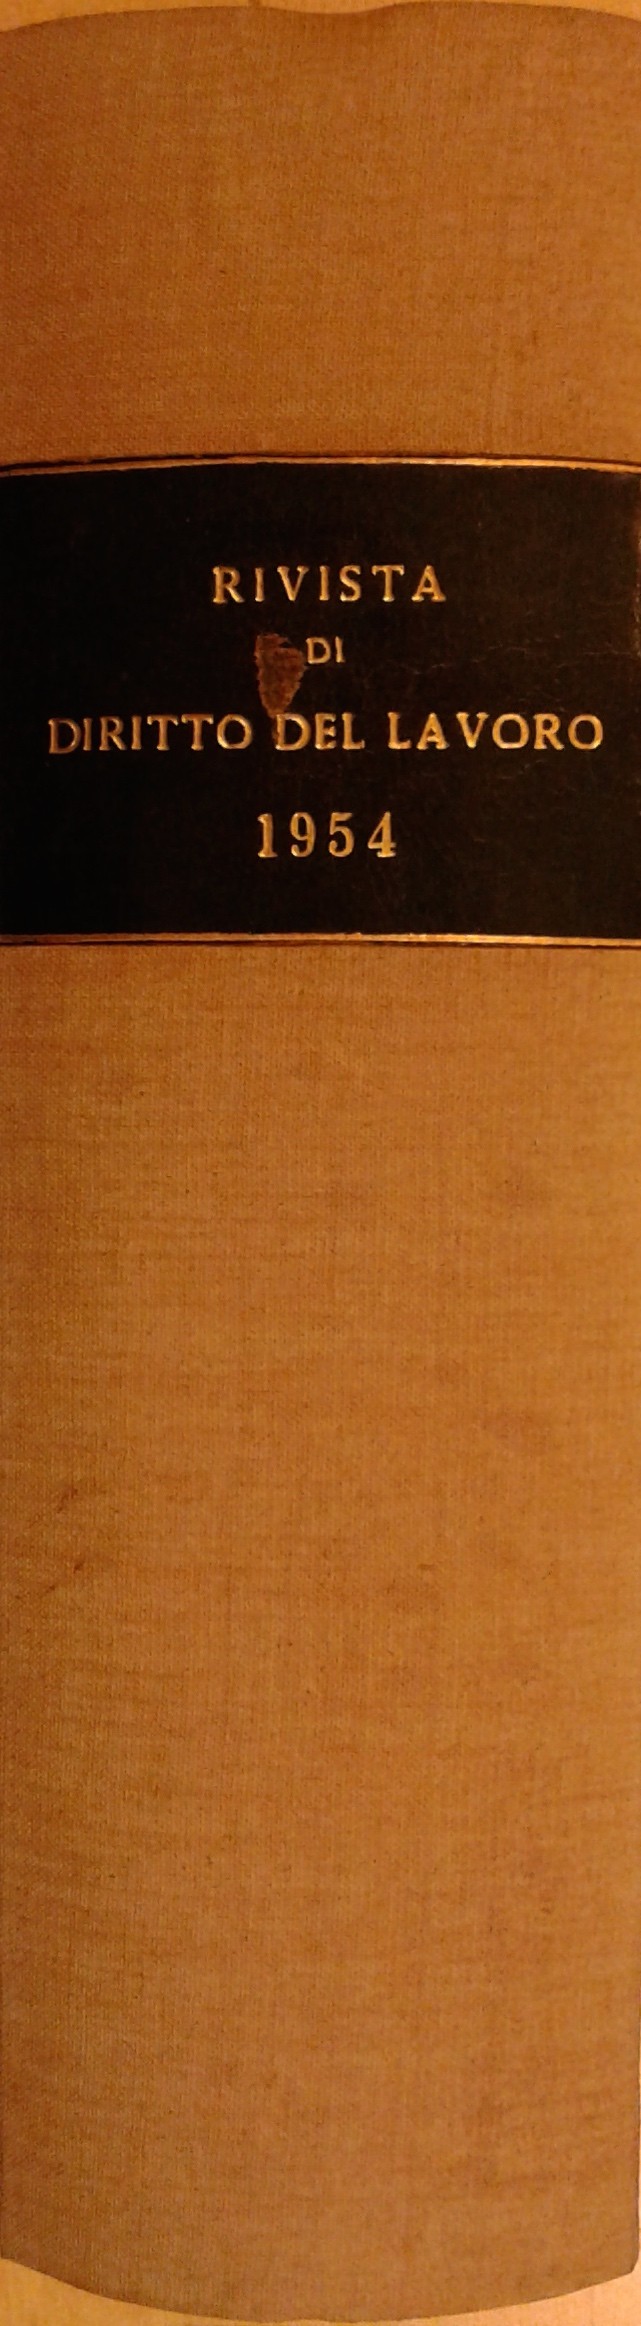 RIVISTA
DI
DIRITTO DEL LAVORO
1954